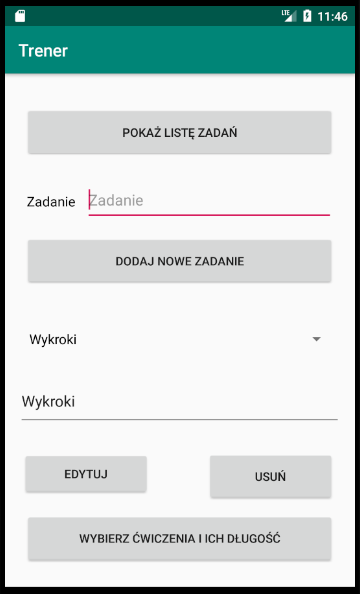 LTE 11:46
Trener
POKAŻ LISTĘ ZADAŃ
Zadanie Zadanie
DODAJ NOWE ZADANIE
Wykroki
Wykroki
EDYTUJ USUŃ
WYBIERZ ĆWICZENIA I ICH DŁUGOŚĆ